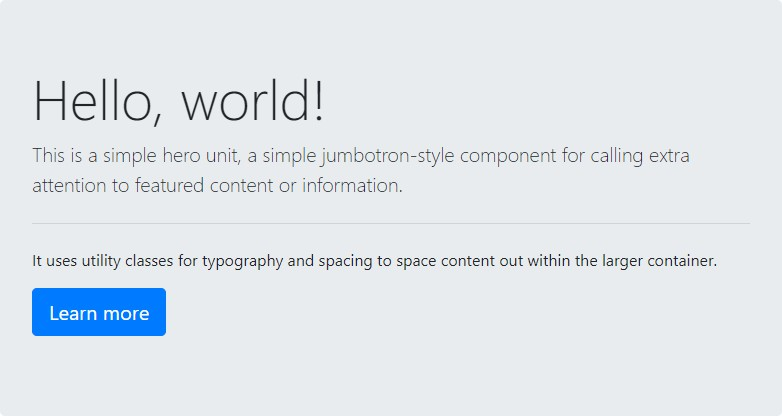 Hello, world!
This is a simple hero unit, a simple jumbotron-style component for calling extra
attention to featured content or information.
It uses utility classes for typography and spacing to space content out within the larger container.
Learn more